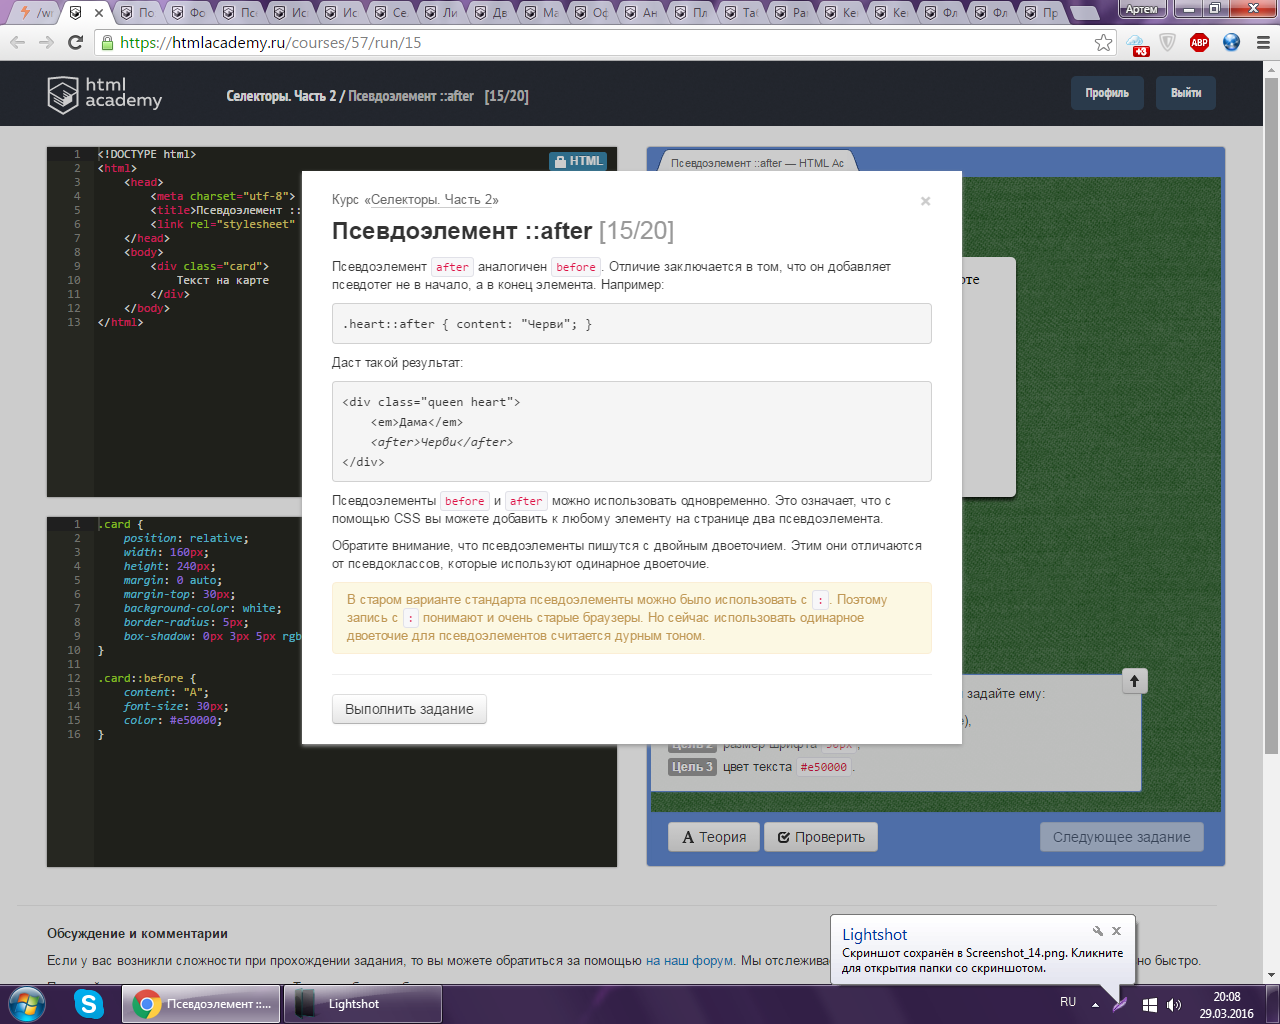 /w
По
Фо
Псе
Ис
Ис
Се
Ли
Дв
Ма
Оф
Ан
Пл
Таб
Ра
Ке
Ке
Фл
Фл
Пр
Артем
https://htmlacademy.ru/courses/57/run/15
+3
ABP
html
academy
Селекторы. Часть 2 / Псевдоэлемент ::after [15/20]
Профиль
Выйти
1 <!DOCTYPE html>
2 <html>
3 <head>
4 <meta charset="utf-8">
5 <title>Псевдоэлемент ::
6 <link rel="stylesheet"
7 </head>
8 <body>
9 <div class="card">
10 Текст на карте
11 </div>
12 </body>
13 </html>
HTML
1 .card {
2 position: relative;
3 width: 160px;
4 height: 240px;
5 margin: 0 auto;
6 margin-top: 30px;
7 background-color: white;
8 border-radius: 5px;
9 box-shadow: 0px 3px 5px rgb
10 }
11
12 .card::before {
13 content: "A";
14 font-size: 30px;
15 color: #e50000;
16 }
Курс «Селекторы. Часть 2»
×
Псевдоэлемент ::after [15/20]
Псевдоэлемент after аналогичен before. Отличие заключается в том, что он добавляет
псевдотег не в начало, а в конец элемента. Например:
.heart::after { content: "Черви"; }
Даст такой результат:
<div class="queen heart">
<em>Дама</em>
<after>Черви</after>
</div>
Псевдоэлементы before и after можно использовать одновременно. Это означает, что с
помощью CSS вы можете добавить к любому элементу на странице два псевдоэлемента.
Обратите внимание, что псевдоэлементы пишутся с двойным двоеточием. Этим они отличаются
от псевдоклассов, которые используют одинарное двоеточие.
В старом варианте стандарта псевдоэлементы можно было использовать с :. Поэтому
запись с : понимают и очень старые браузеры. Но сейчас использовать одинарное
двоеточие для псевдоэлементов считается дурным тоном.
Выполнить задание
Псевдоэлемент ::after — HTML Ac
рте
задайте ему:
е),
Цель 2 размер шрифта 30px,
Цель 3 цвет текста #e50000.
Теория
Проверить
Следующее задание
Обсуждение и комментарии
Если у вас возникли сложности при прохождении задания, то вы можете обратиться за помощью на наш форум. Мы отслежива
но быстро.
Lightshot
Скриншот сохранён в Screenshot_14.png. Кликните
для открытия папки со скриншотом.
Псевдоэлемент ::...
Lightshot
RU
20:08
29.03.2016